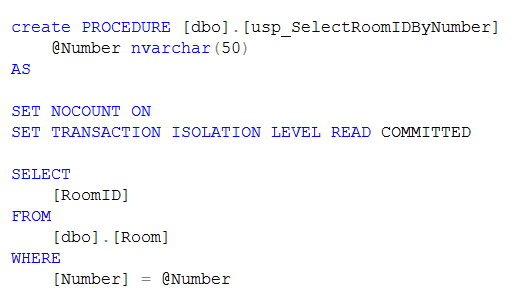 create PROCEDURE [dbo].[usp_SelectRoomIDByNumber]
    @Number nvarchar(50)
AS

SET NOCOUNT ON
SET TRANSACTION ISOLATION LEVEL READ COMMITTED

SELECT
    [RoomID]
FROM
    [dbo].[Room]
WHERE
    [Number] = @Number